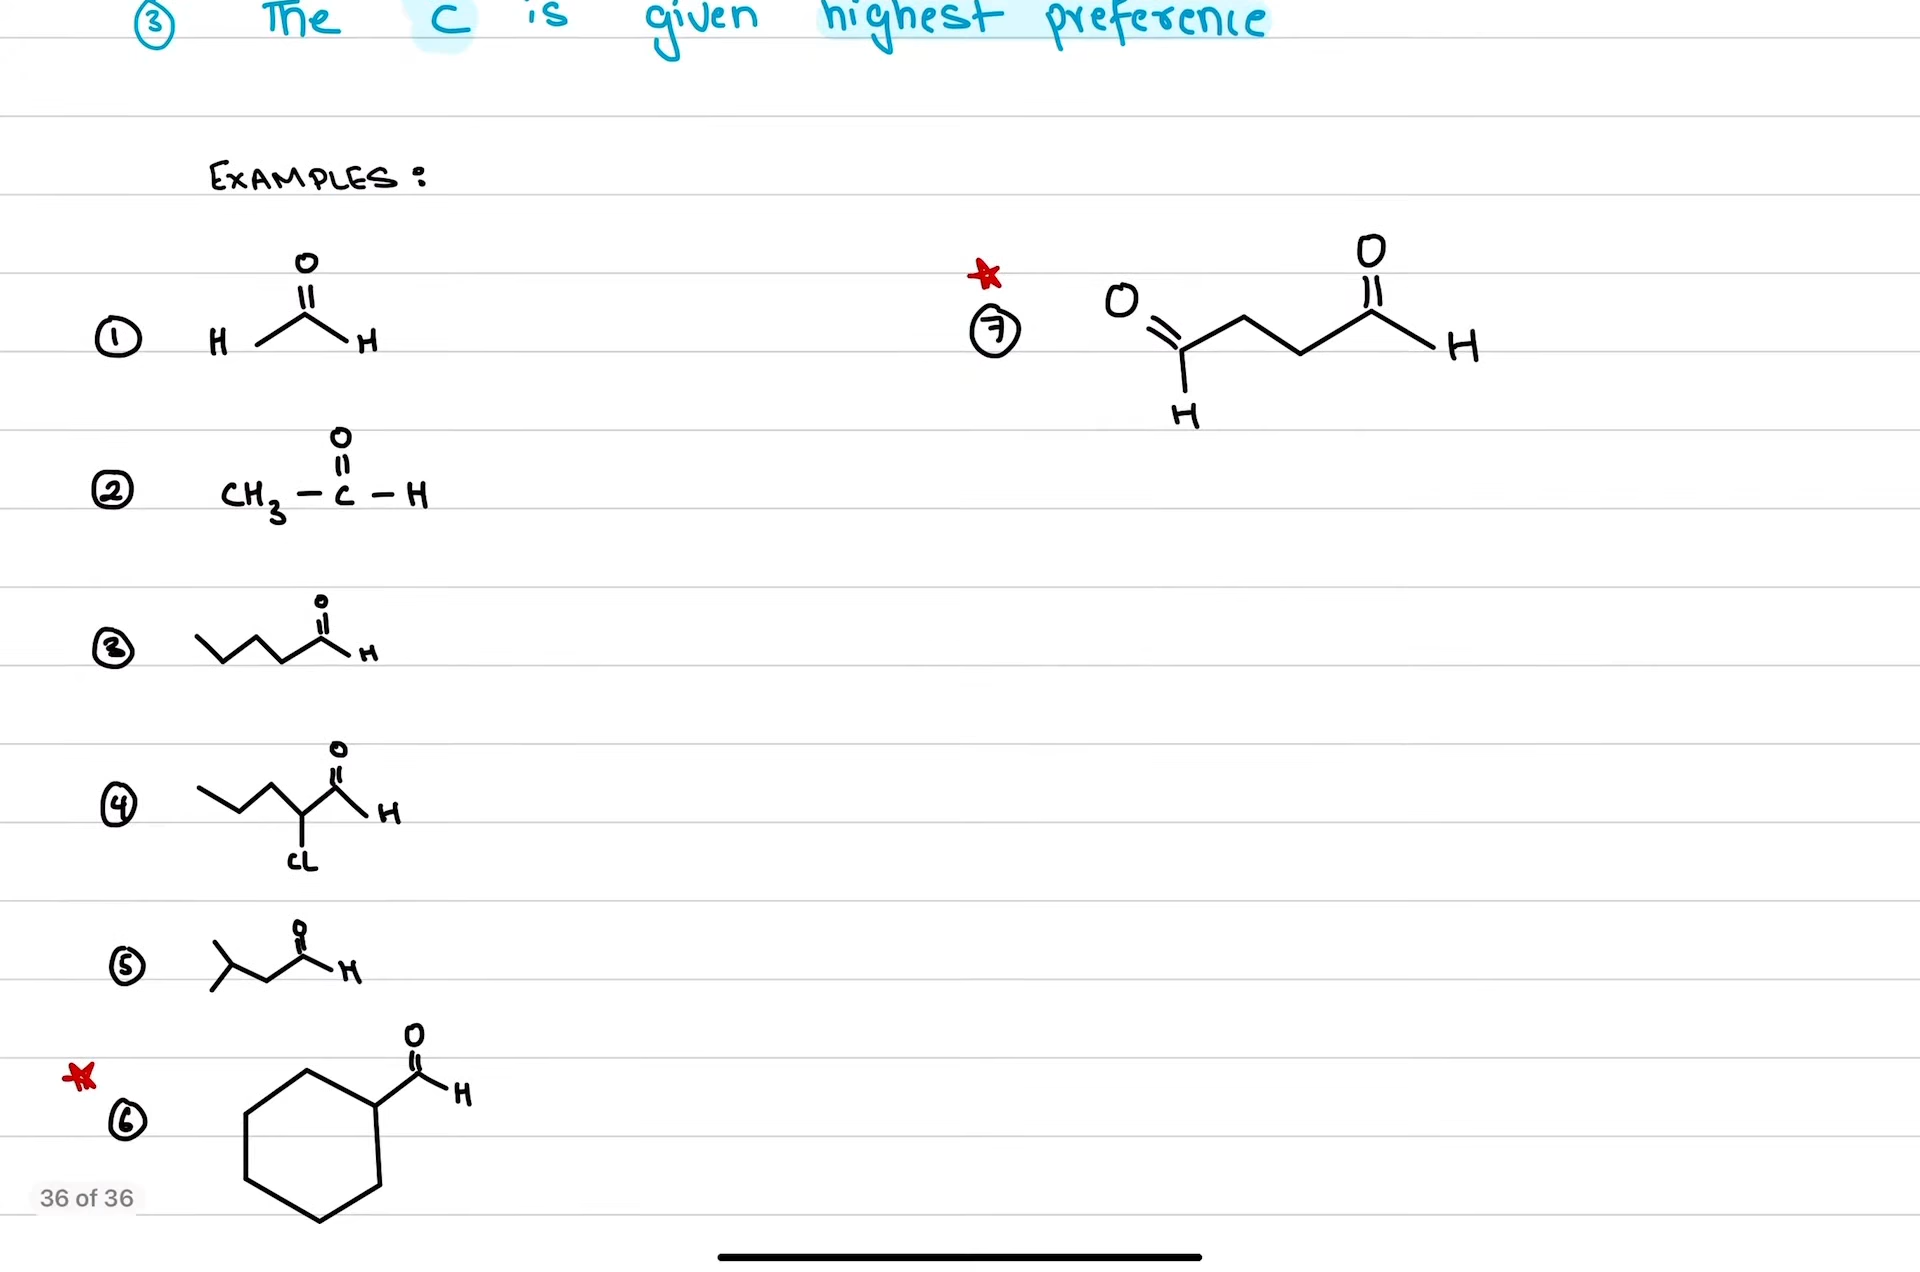 ③ The C is given highest preference
EXAMPLES :
① H O H
② CH3 - C - H
O
③ O H
④ O H
CL
⑤ O H
⑥ O H
⑦ O O H
H
36 of 36